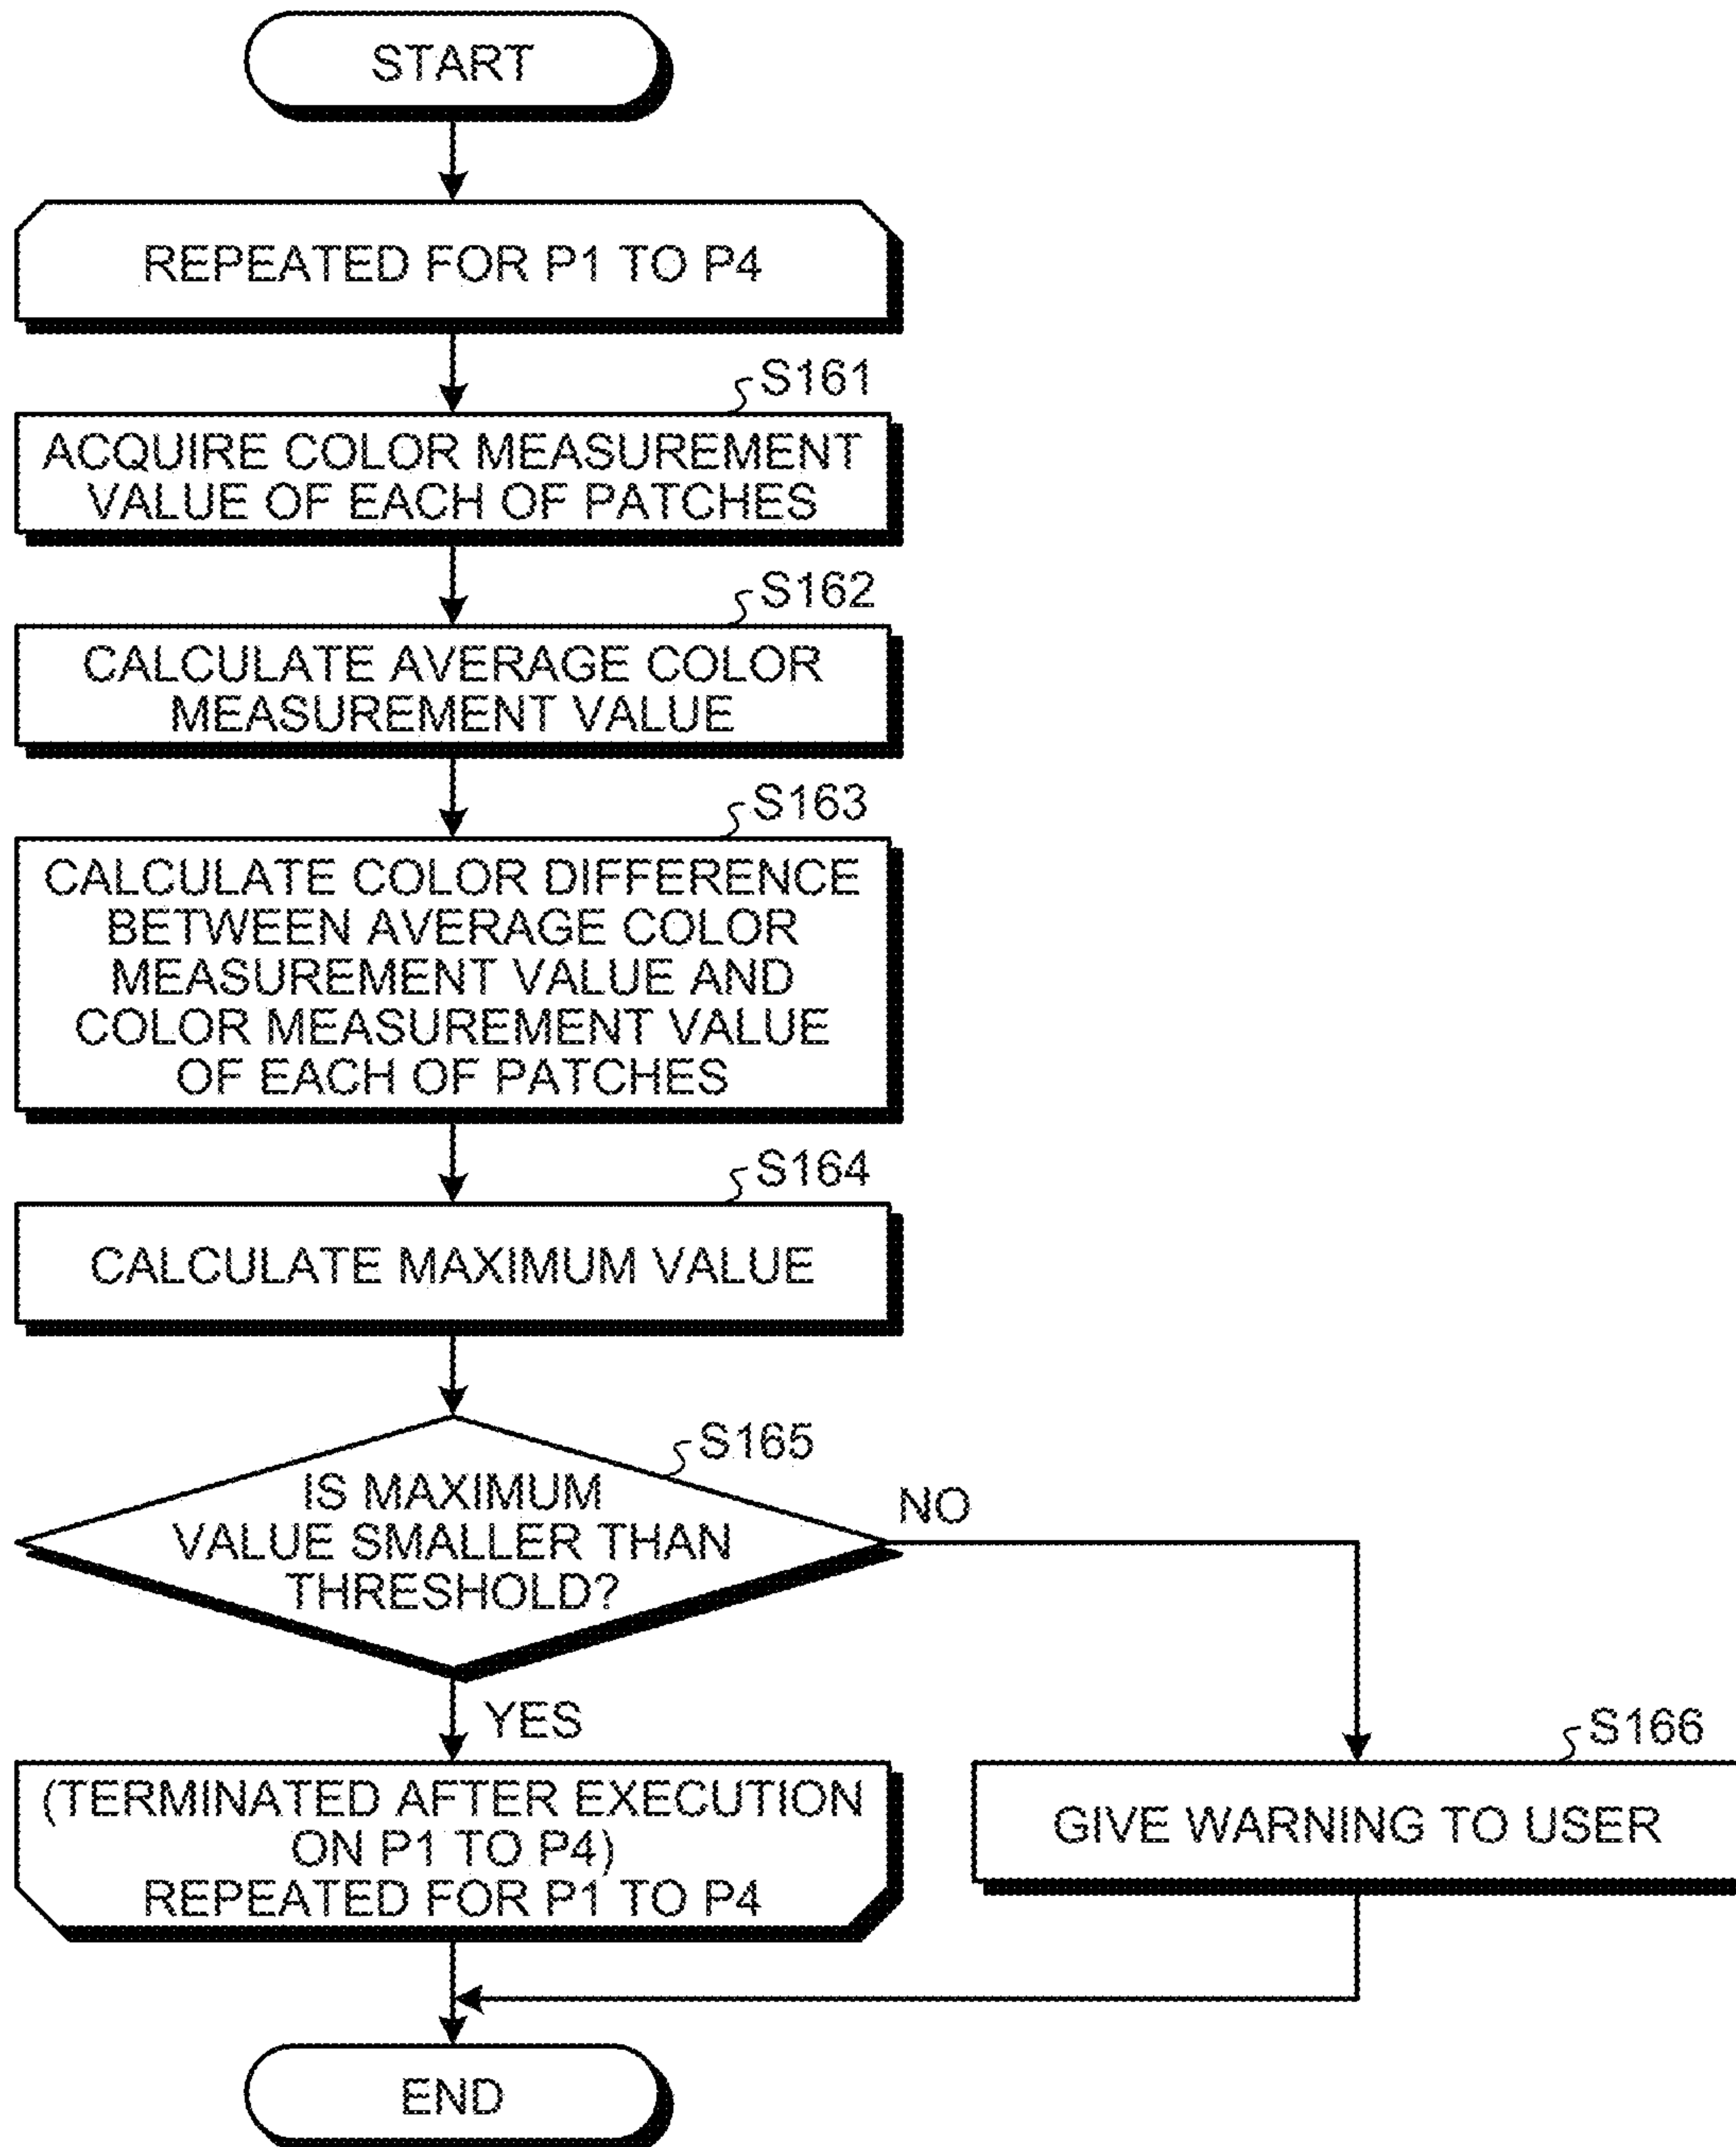 START
REPEATED FOR P1 TO P4
S161
ACQUIRE COLOR MEASUREMENT
VALUE OF EACH OF PATCHES
S162
CALCULATE AVERAGE COLOR
MEASUREMENT VALUE
S163
CALCULATE COLOR DIFFERENCE
BETWEEN AVERAGE COLOR
MEASUREMENT VALUE AND
COLOR MEASUREMENT VALUE
OF EACH OF PATCHES
S164
CALCULATE MAXIMUM VALUE
S165
IS MAXIMUM
VALUE SMALLER THAN
THRESHOLD?
NO
YES
(TERMINATED AFTER EXECUTION
ON P1 TO P4)
REPEATED FOR P1 TO P4
S166
GIVE WARNING TO USER
END